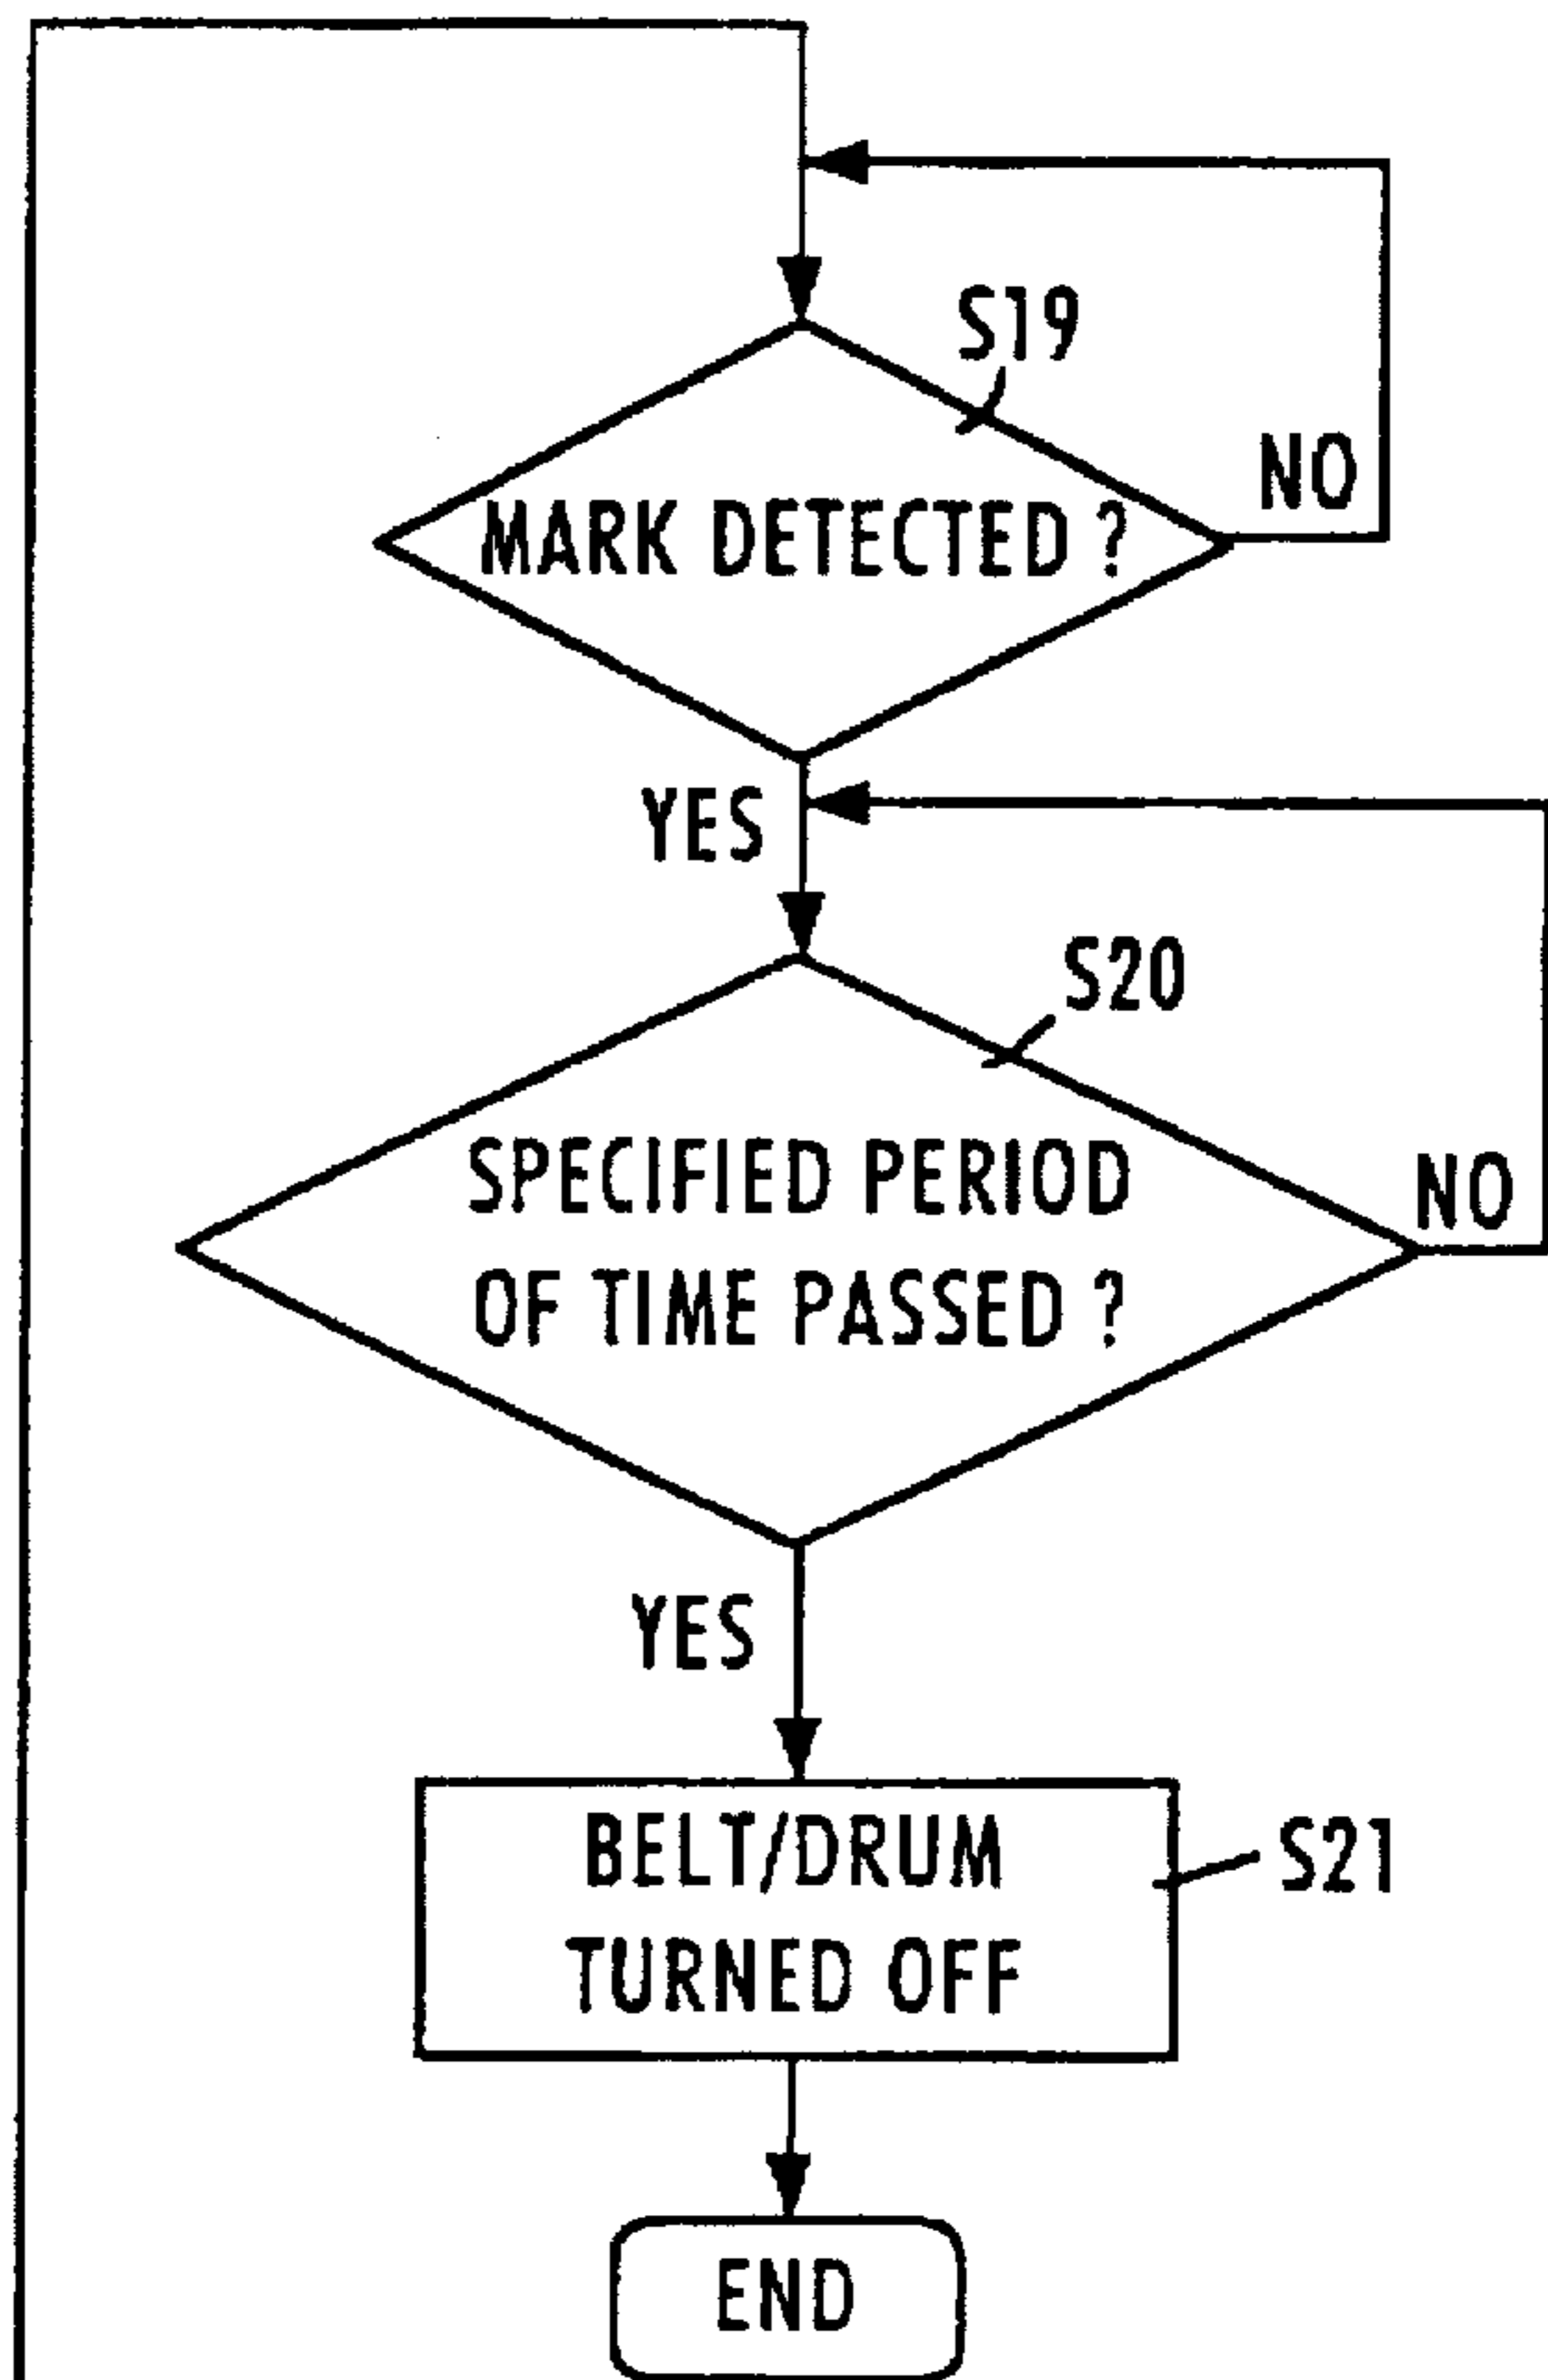 S19
NO
MARK DETECTED ?
YES
S20
SPECIFIED PERIOD
NO
OF TIME PASSED ?
YES
BELT/DRUM
S21
TURNED OFF
END